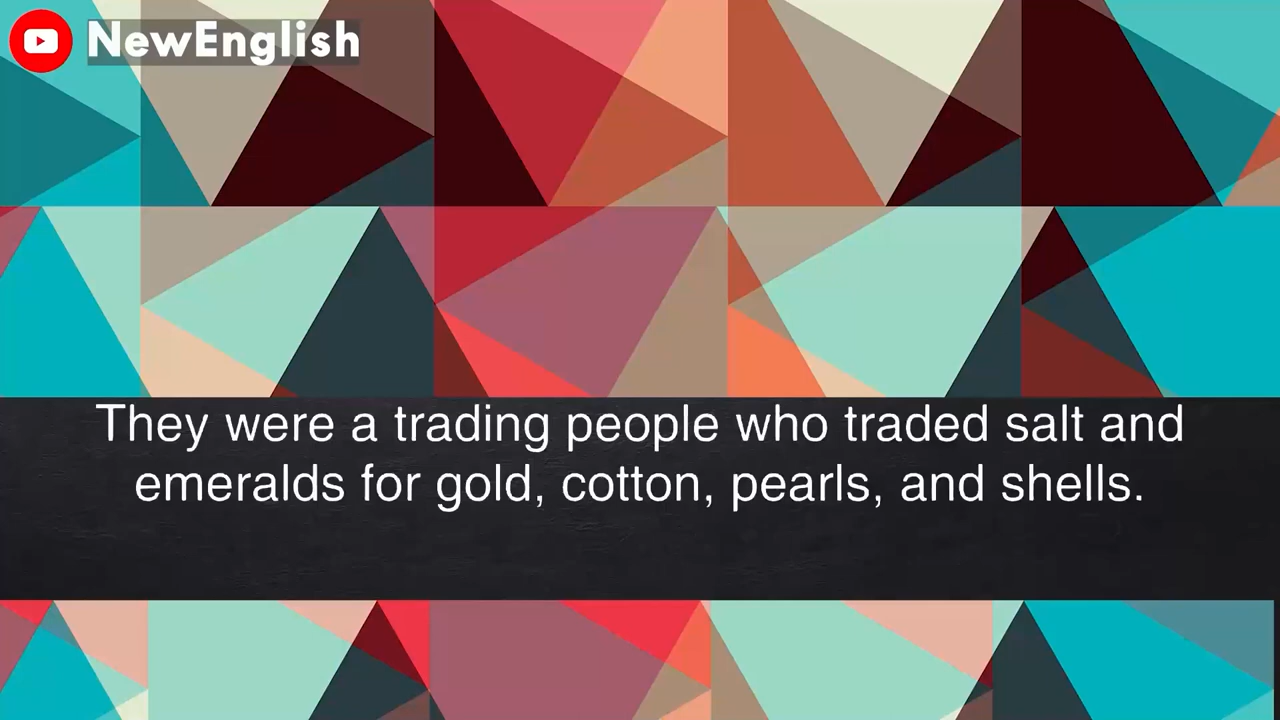 NewEnglish
They were a trading people who traded salt and
emeralds for gold, cotton, pearls, and shells.